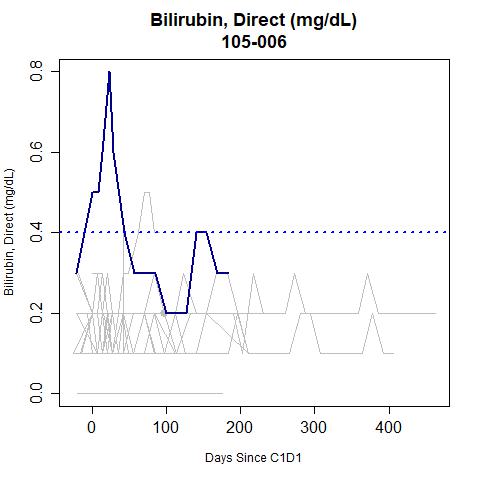 Bilirubin, Direct (mg/dL)
105-006
Bilirubin, Direct (mg/dL)
0.8
0.6
0.4
0.2
0.0
0 100 200 300 400
Days Since C1D1